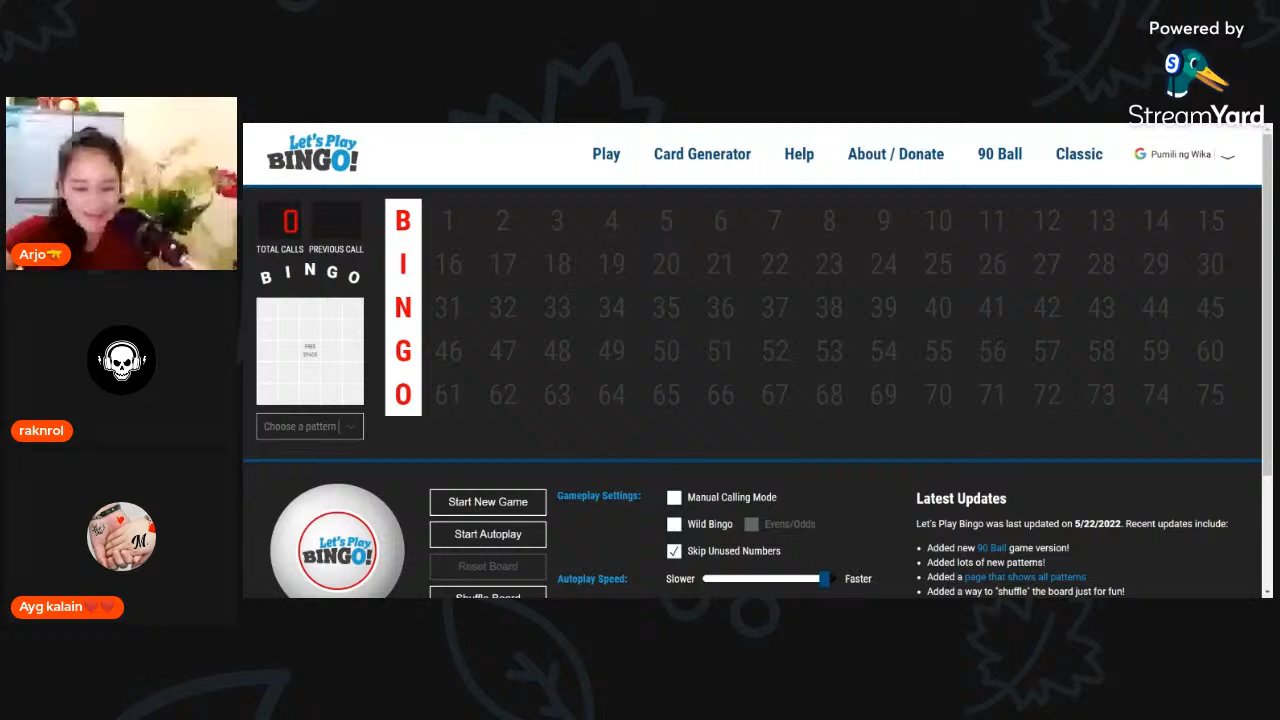 Powered by
StreamYard
Arjo
raknrol
Ayg kalain
Let's Play
BINGO!
Play
Card Generator
Help
About / Donate
90 Ball
Classic
Pumili ng Wika
0
TOTAL CALLS
PREVIOUS CALL
B I N G O
FREE
SPACE
Choose a pattern
B 1 2 3 4 5 6 7 8 9 10 11 12 13 14 15
I 16 17 18 19 20 21 22 23 24 25 26 27 28 29 30
N 31 32 33 34 35 36 37 38 39 40 41 42 43 44 45
G 46 47 48 49 50 51 52 53 54 55 56 57 58 59 60
O 61 62 63 64 65 66 67 68 69 70 71 72 73 74 75
Let's Play
BINGO!
Start New Game
Start Autoplay
Reset Board
Shuffle Board
Gameplay Settings:
Manual Calling Mode
Wild Bingo
Evens/Odds
Skip Unused Numbers
Autoplay Speed:
Slower
Faster
Latest Updates
Let's Play Bingo was last updated on 5/22/2022. Recent updates include:
Added new 90 Ball game version!
Added lots of new patterns!
Added a page that shows all patterns
Added a way to "shuffle" the board just for fun!